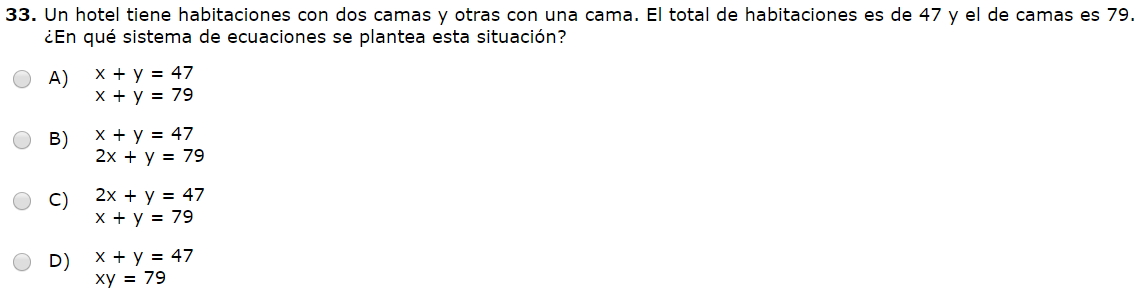 33. Un hotel tiene habitaciones con dos camas y otras con una cama. El total de habitaciones es de 47 y el de camas es 79.
¿En qué sistema de ecuaciones se plantea esta situación?
A) x + y = 47
x + y = 79
B) x + y = 47
2x + y = 79
C) 2x + y = 47
x + y = 79
D) x + y = 47
xy = 79